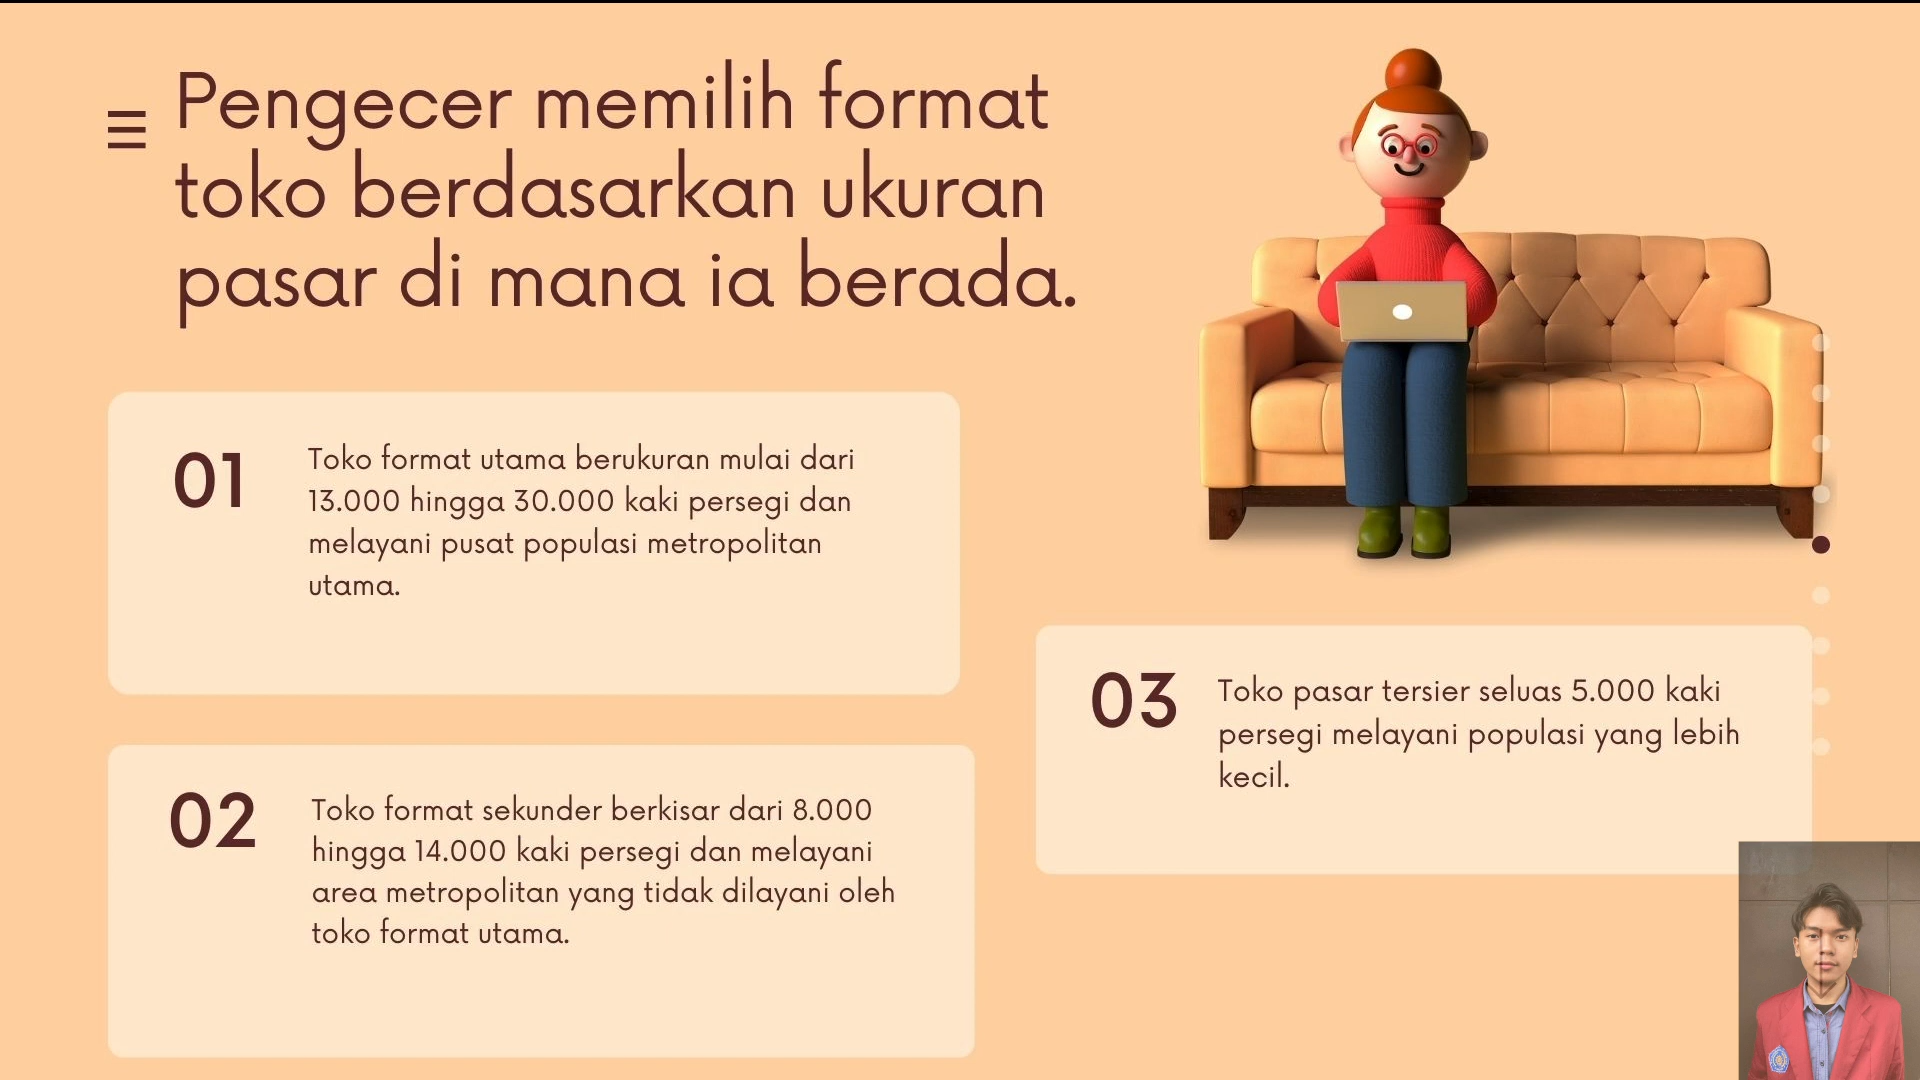 Pengecer memilih format
toko berdasarkan ukuran
pasar di mana ia berada.
01
Toko format utama berukuran mulai dari
13.000 hingga 30.000 kaki persegi dan
melayani pusat populasi metropolitan
utama.
02
Toko format sekunder berkisar dari 8.000
hingga 14.000 kaki persegi dan melayani
area metropolitan yang tidak dilayani oleh
toko format utama.
03
Toko pasar tersier seluas 5.000 kaki
persegi melayani populasi yang lebih
kecil.